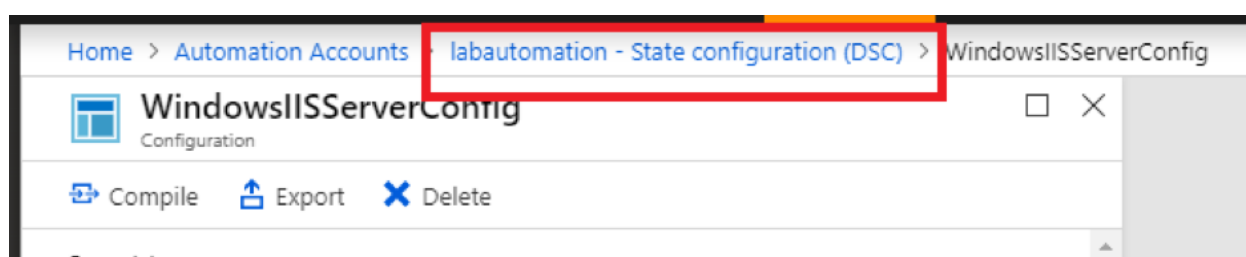 Home > Automation Accounts > labautomation - State configuration (DSC) > WindowsIISServerConfig
WindowsIISServerConfig
Configuration
Compile Export Delete